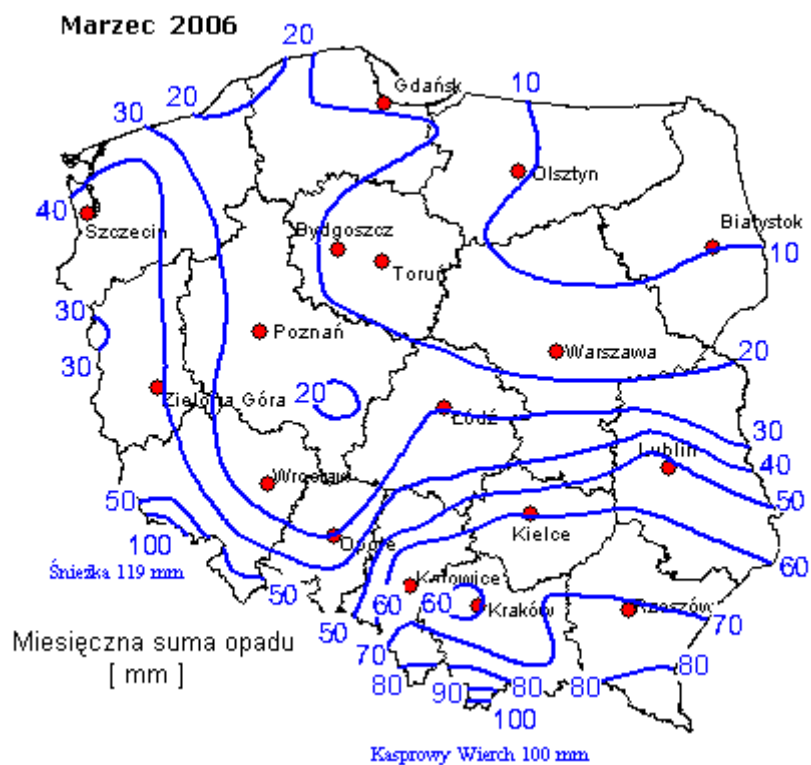 Marzec 2006
20
Gdańsk
20
10
30
Olsztyn
40
Szczecin
Białystok
Bydgoszcz
10
Toruń
30
Poznań
Warszawa
20
30
Zielona Góra
20
Łódź
30
Lublin
40
Wrocław
50
50
Kielce
100
Opole
60
Śnieżka 119 mm
Katowice
50
60
60
Kraków
Rzeszów
50
70
Miesięczna suma opadu
70
[ mm ]
80
80
90
80
80
100
Kasprowy Wierch 100 mm